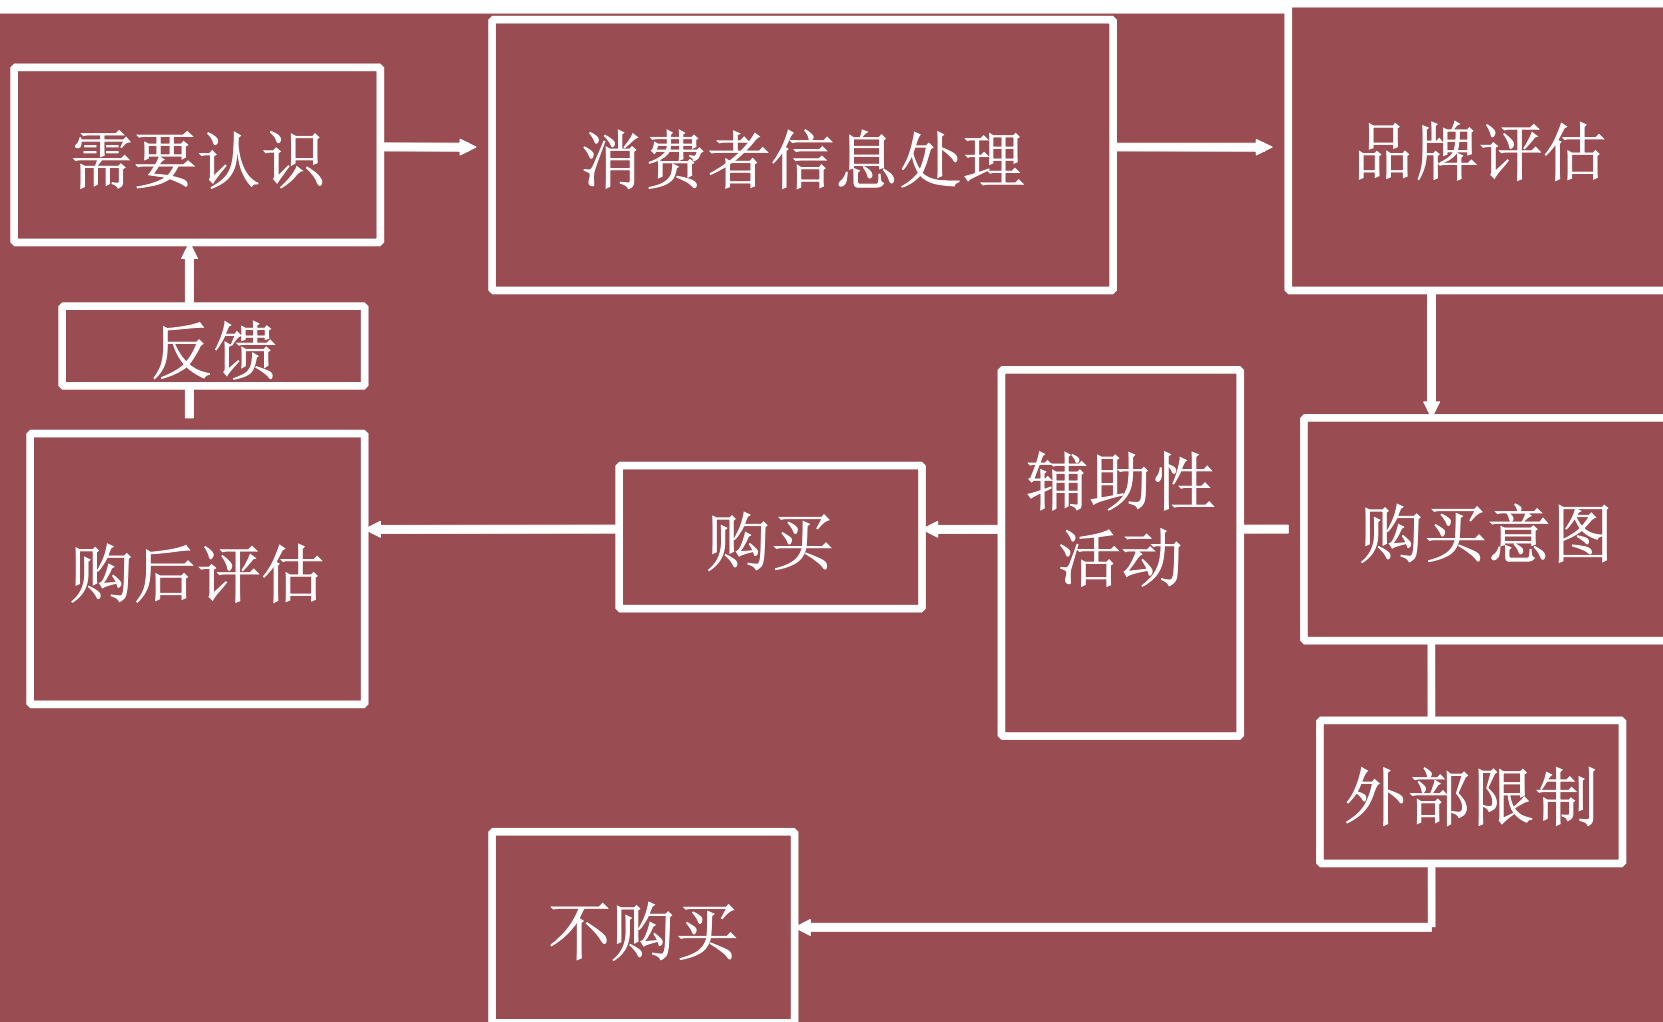 需要认识
消费者信息处理
品牌评估
反馈
辅助性
活动
购买意图
购买
购后评估
外部限制
不购买